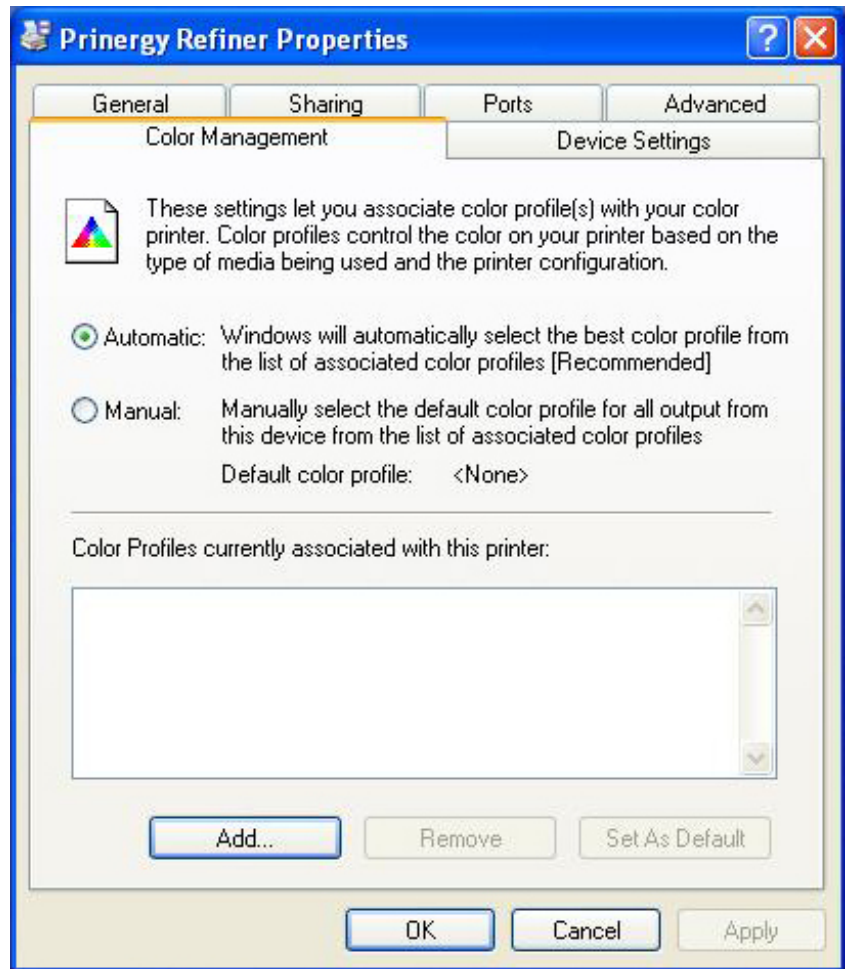 Prinergy Refiner Properties
General Sharing Ports Advanced
Color Management Device Settings
These settings let you associate color profile(s) with your color
printer. Color profiles control the color on your printer based on the
type of media being used and the printer configuration.
Automatic: Windows will automatically select the best color profile from
the list of associated color profiles [Recommended]
Manual: Manually select the default color profile for all output from
this device from the list of associated color profiles
Default color profile: <None>
Color Profiles currently associated with this printer:
Add... Remove Set As Default
OK Cancel Apply